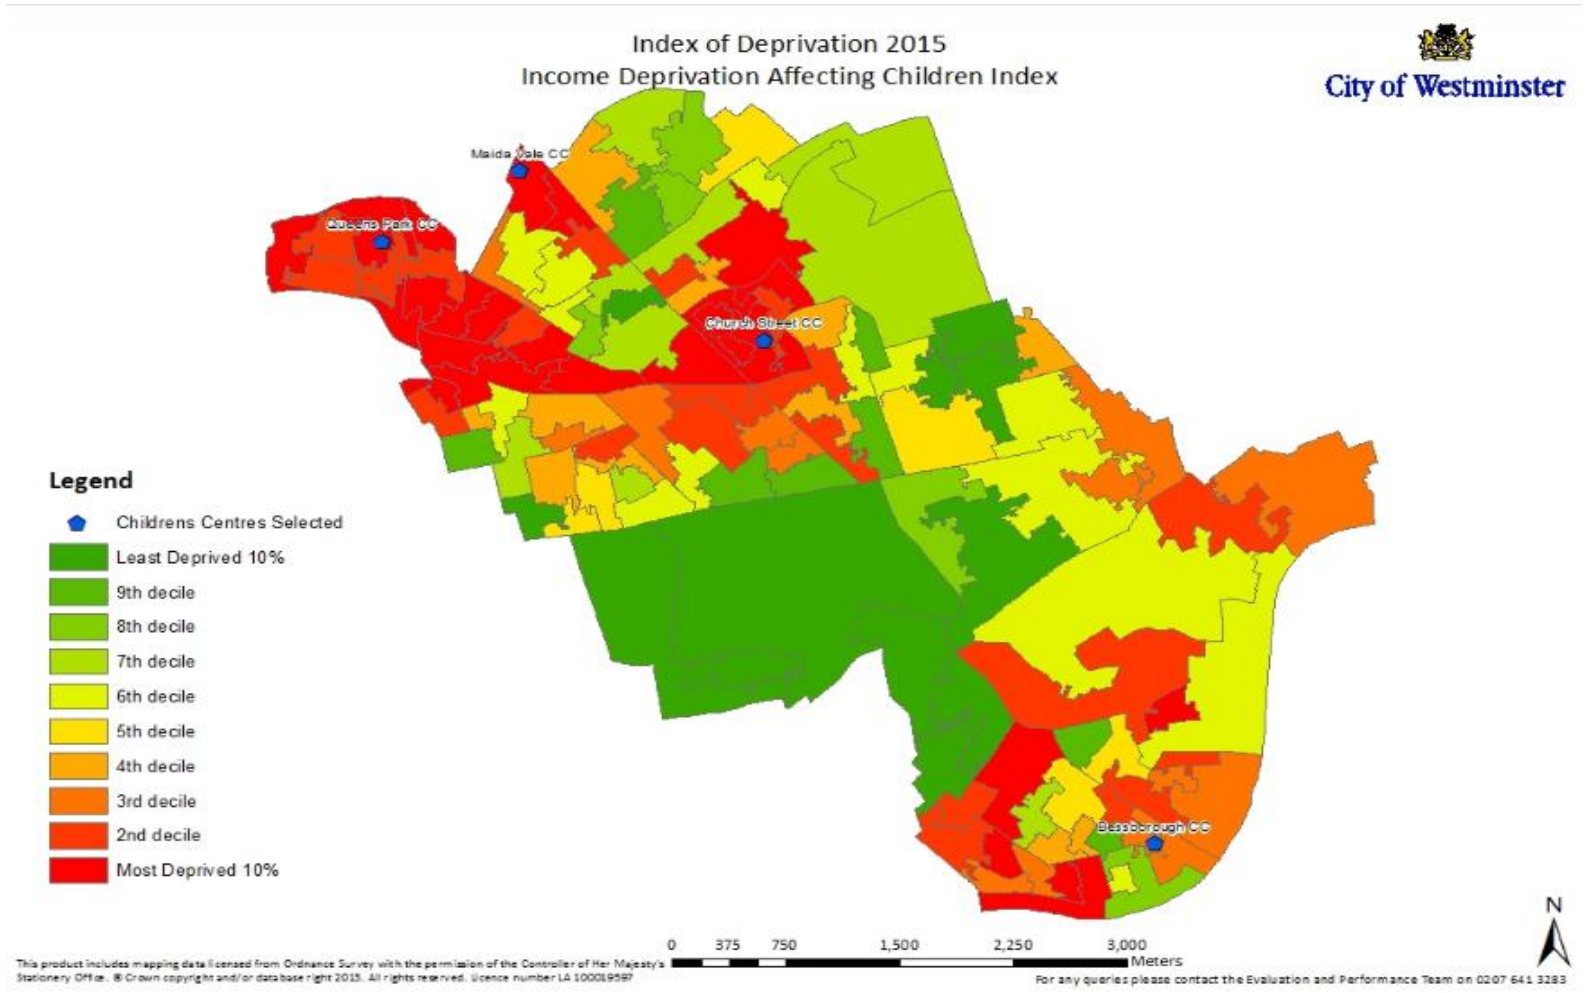 Index of Deprivation 2015
Income Deprivation Affecting Children Index
City of Westminster
Maida Vale CC
Queens Park CC
Church Street CC
Bessborough CC
Legend
Childrens Centres Selected
Least Deprived 10%
9th decile
8th decile
7th decile
6th decile
5th decile
4th decile
3rd decile
2nd decile
Most Deprived 10%
N
0 375 750 1,500 2,250 3,000
Meters
This product includes mapping data licensed from Ordnance Survey with the permission of the Controller of Her Majesty's
Stationery Office. © Crown copyright and/or database right 2015. All rights reserved. Licence number LA 100019597
For any queries please contact the Evaluation and Performance Team on 0207 641 3283